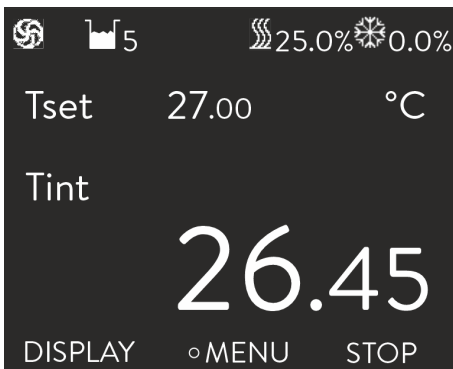 5 25.0% 0.0%
Tset 27.00 °C
Tint
26.45
DISPLAY ○MENU STOP